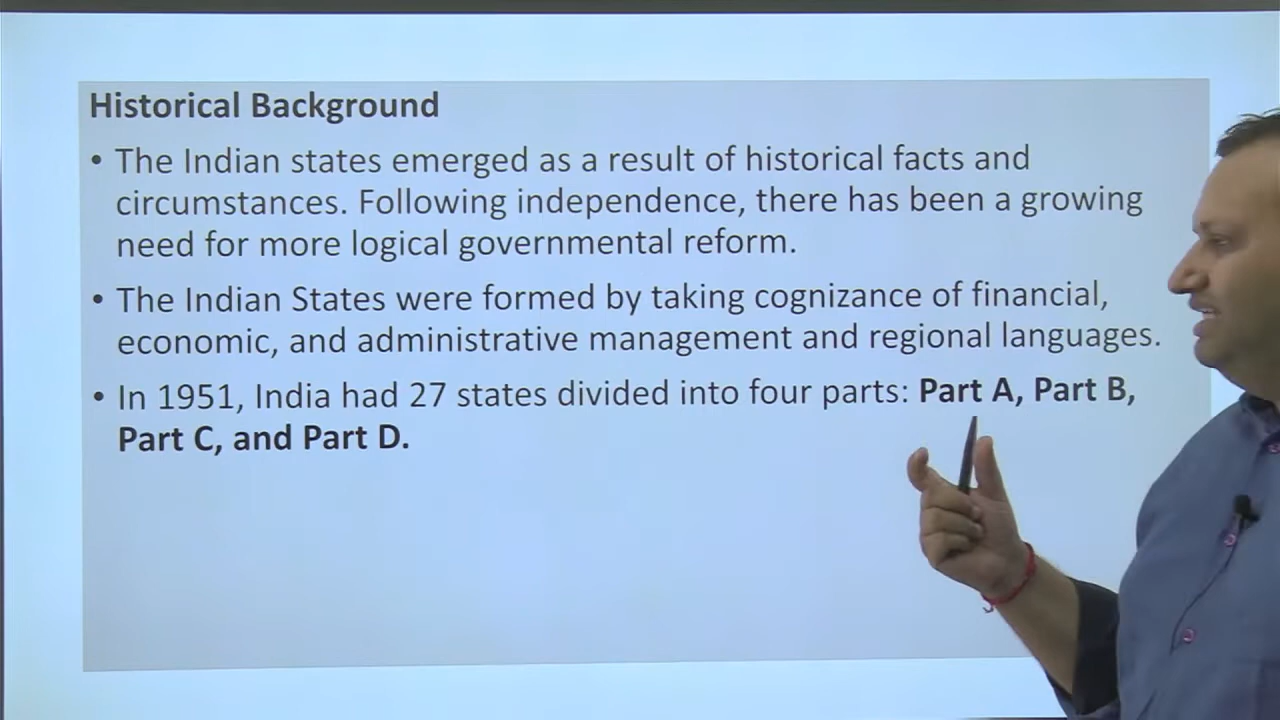 Historical Background
• The Indian states emerged as a result of historical facts and
circumstances. Following independence, there has been a growing
need for more logical governmental reform.
• The Indian States were formed by taking cognizance of financial,
economic, and administrative management and regional languages.
• In 1951, India had 27 states divided into four parts: Part A, Part B,
Part C, and Part D.